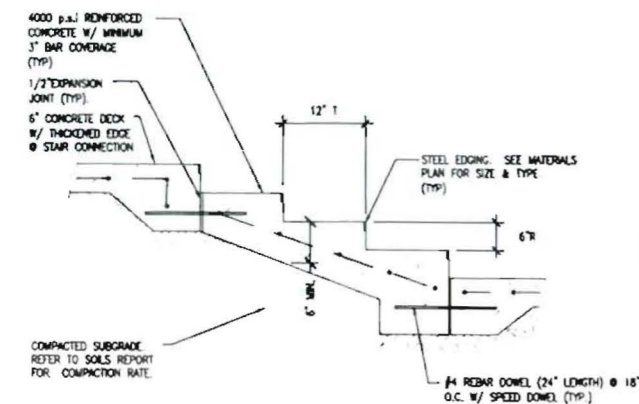 4000 p.s.i REINFORCED
CONCRETE W/ MINIMUM
3" BAR COVERAGE
(TYP)
1/2"EXPANSION
JOINT (TYP).
6" CONCRETE DECK
W/ THICKENED EDGE
@ STAIR CONNECTION
12" T
STEEL EDGING. SEE MATERIALS
PLAN FOR SIZE & TYPE
(TYP)
6"R
6" MIN.
COMPACTED SUBGRADE.
REFER TO SOILS REPORT
FOR COMPACTION RATE.
#4 REBAR DOWEL (24" LENGTH) @ 18"
O.C. W/ SPEED DOWEL (TYP.)